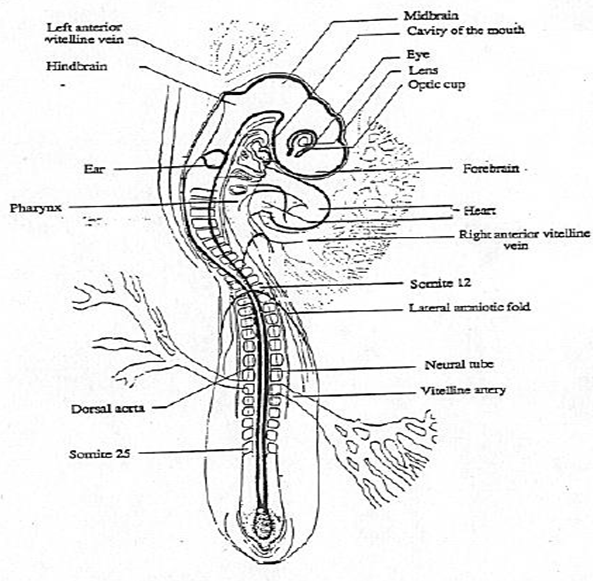 Left anterior
vitelline vein
Hindbrain
Ear
Pharynx
Dorsal aorta
Somite 25
Midbrain
Cavity of the mouth
Eye
Lens
Optic cup
Forebrain
Heart
Right anterior vitelline
vein
Somite 12
Lateral amniotic fold
Neural tube
Vitelline artery